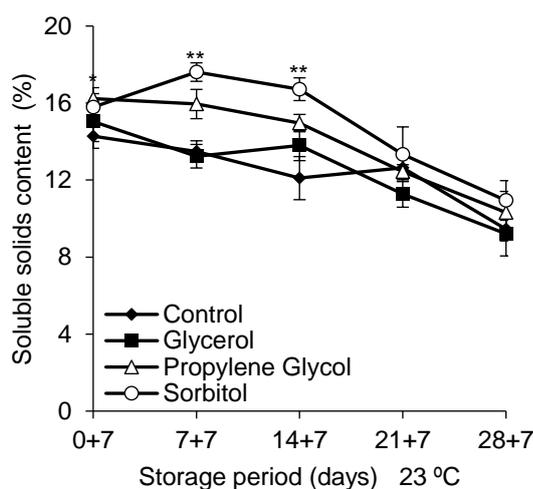 20
16
12
8
4
0
Soluble solids content (%)
*
**
**
Control
Glycerol
Propylene Glycol
Sorbitol
0+7 7+7 14+7 21+7 28+7
Storage period (days) 23 ºC